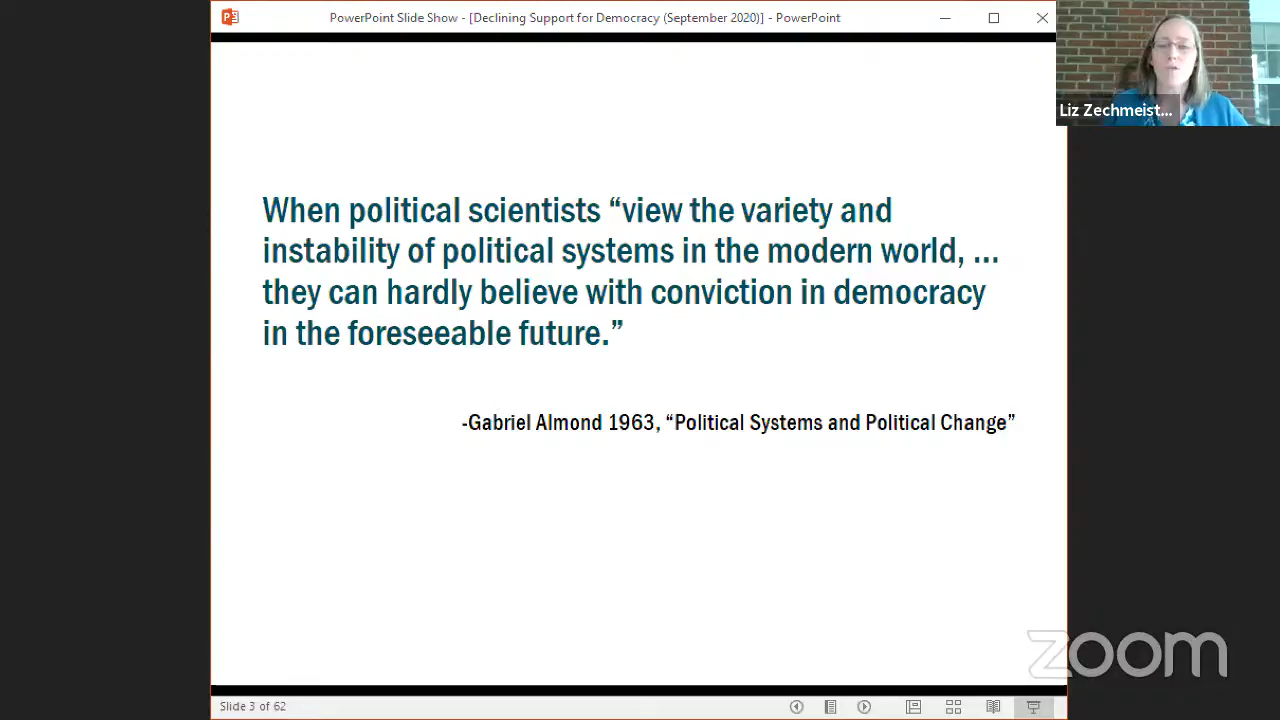 PowerPoint Slide Show - [Declining Support for Democracy (September 2020)] - PowerPoint
Liz Zechmeist...
When political scientists “view the variety and
instability of political systems in the modern world, ...
they can hardly believe with conviction in democracy
in the foreseeable future.”
-Gabriel Almond 1963, “Political Systems and Political Change”
zoom
Slide 3 of 62